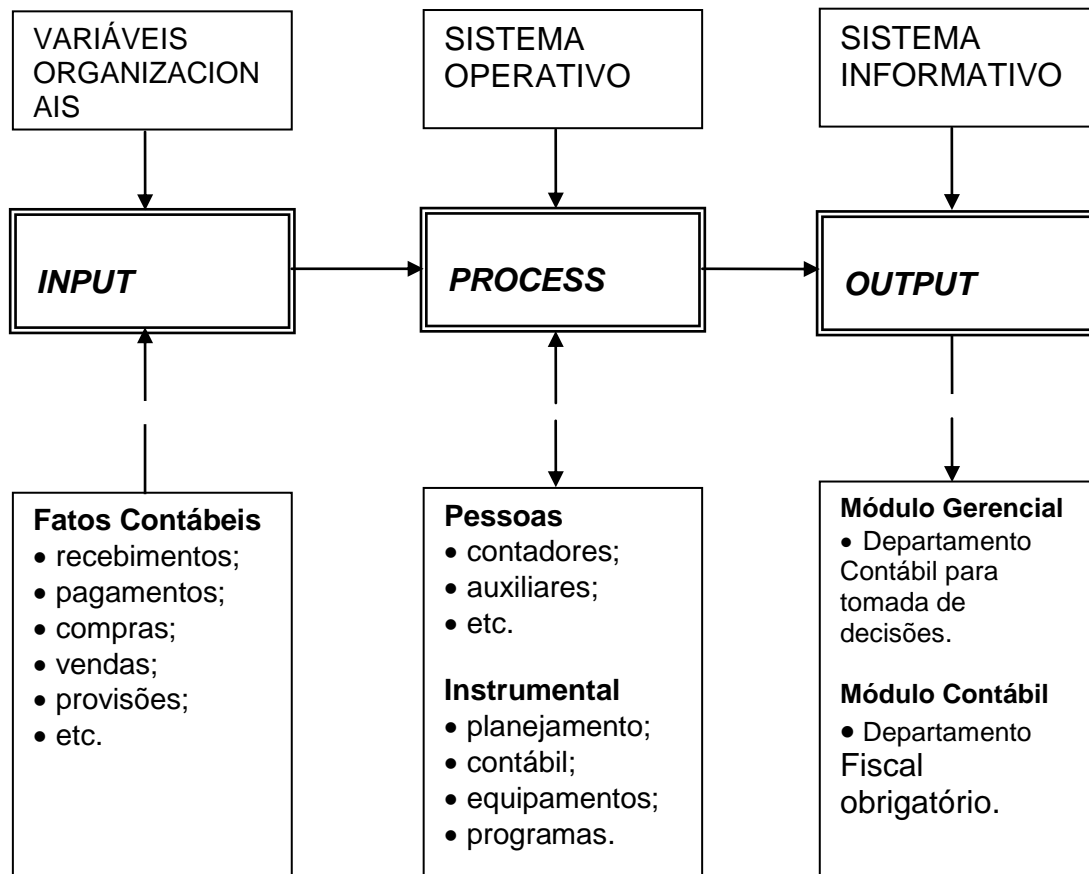 VARIÁVEIS
ORGANIZACION
AIS
SISTEMA
OPERATIVO
SISTEMA
INFORMATIVO
INPUT
PROCESS
OUTPUT
Fatos Contábeis
• recebimentos;
• pagamentos;
• compras;
• vendas;
• provisões;
• etc.
Pessoas
• contadores;
• auxiliares;
• etc.
Instrumental
• planejamento;
• contábil;
• equipamentos;
• programas.
Módulo Gerencial
• Departamento
Contábil para
tomada de
decisões.
Módulo Contábil
• Departamento
Fiscal
obrigatório.